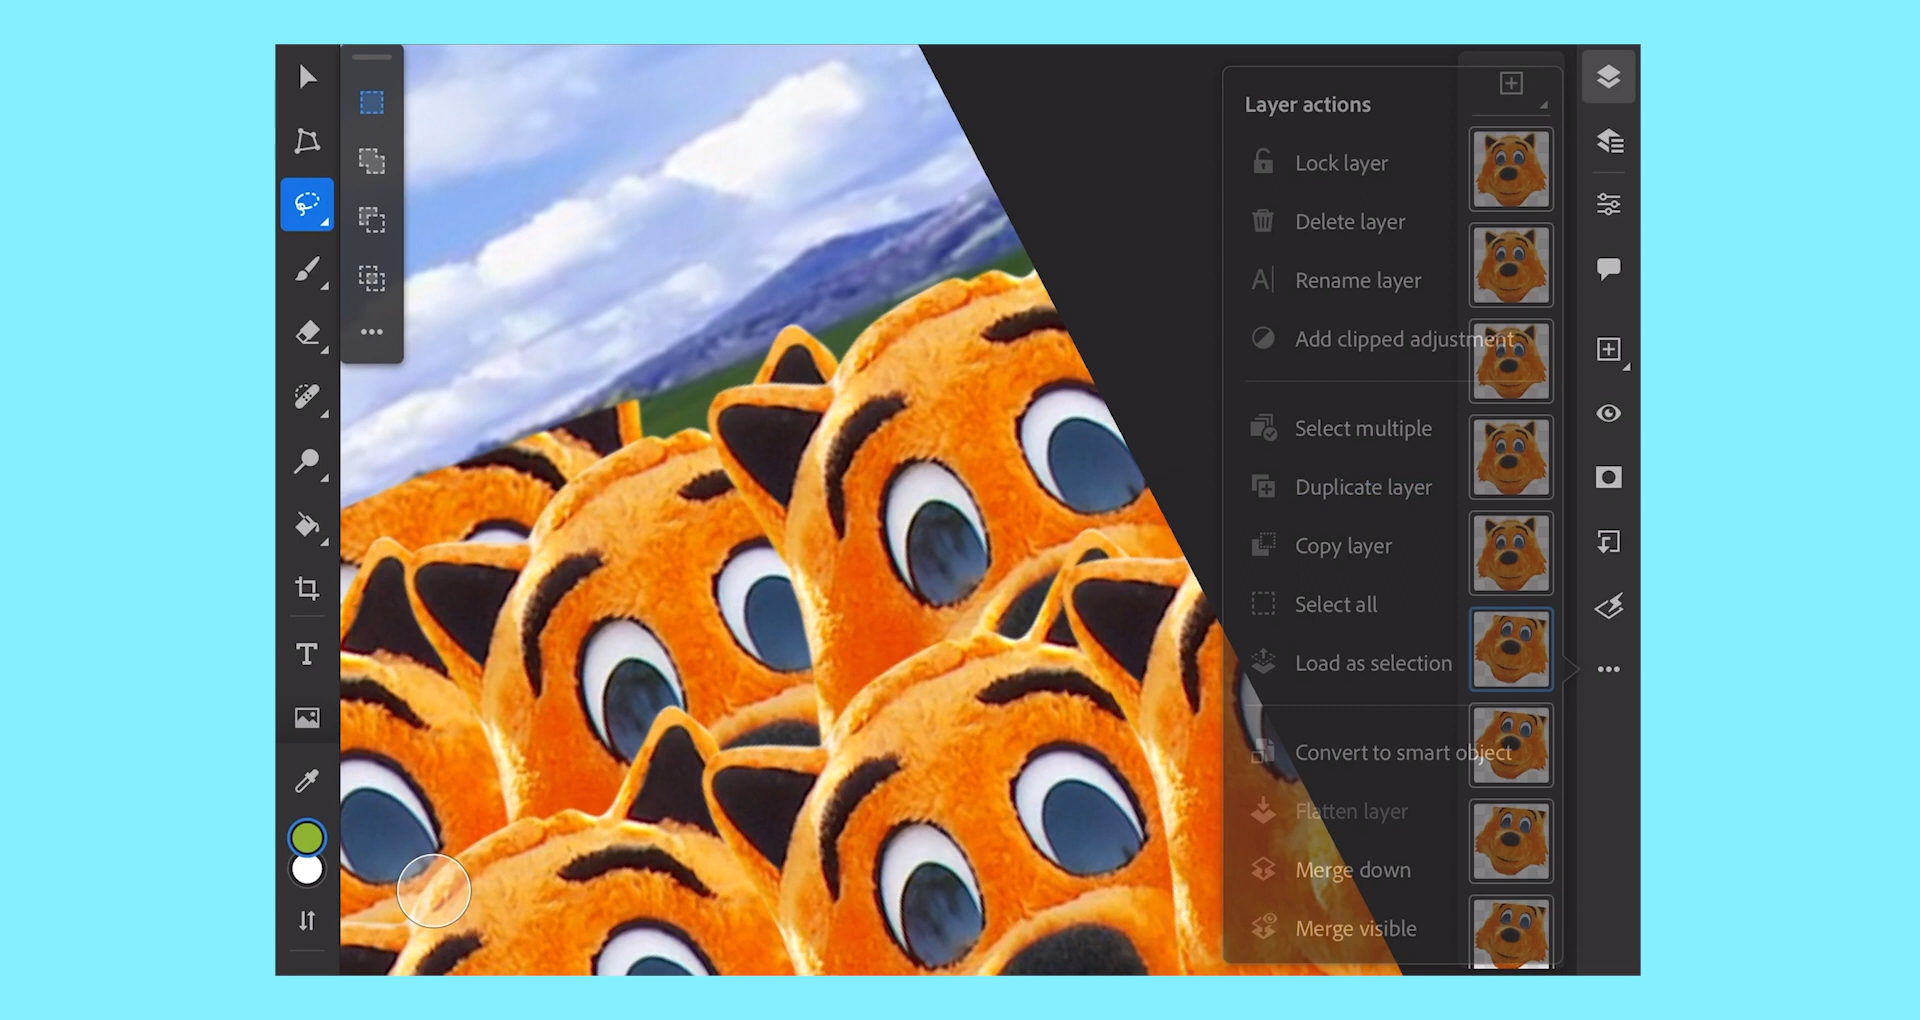 Layer actions
Lock layer
Delete layer
Rename layer
Add clipped adjustment
Select multiple
Duplicate layer
Copy layer
Select all
Load as selection
Convert to smart object
Flatten layer
Merge down
Merge visible